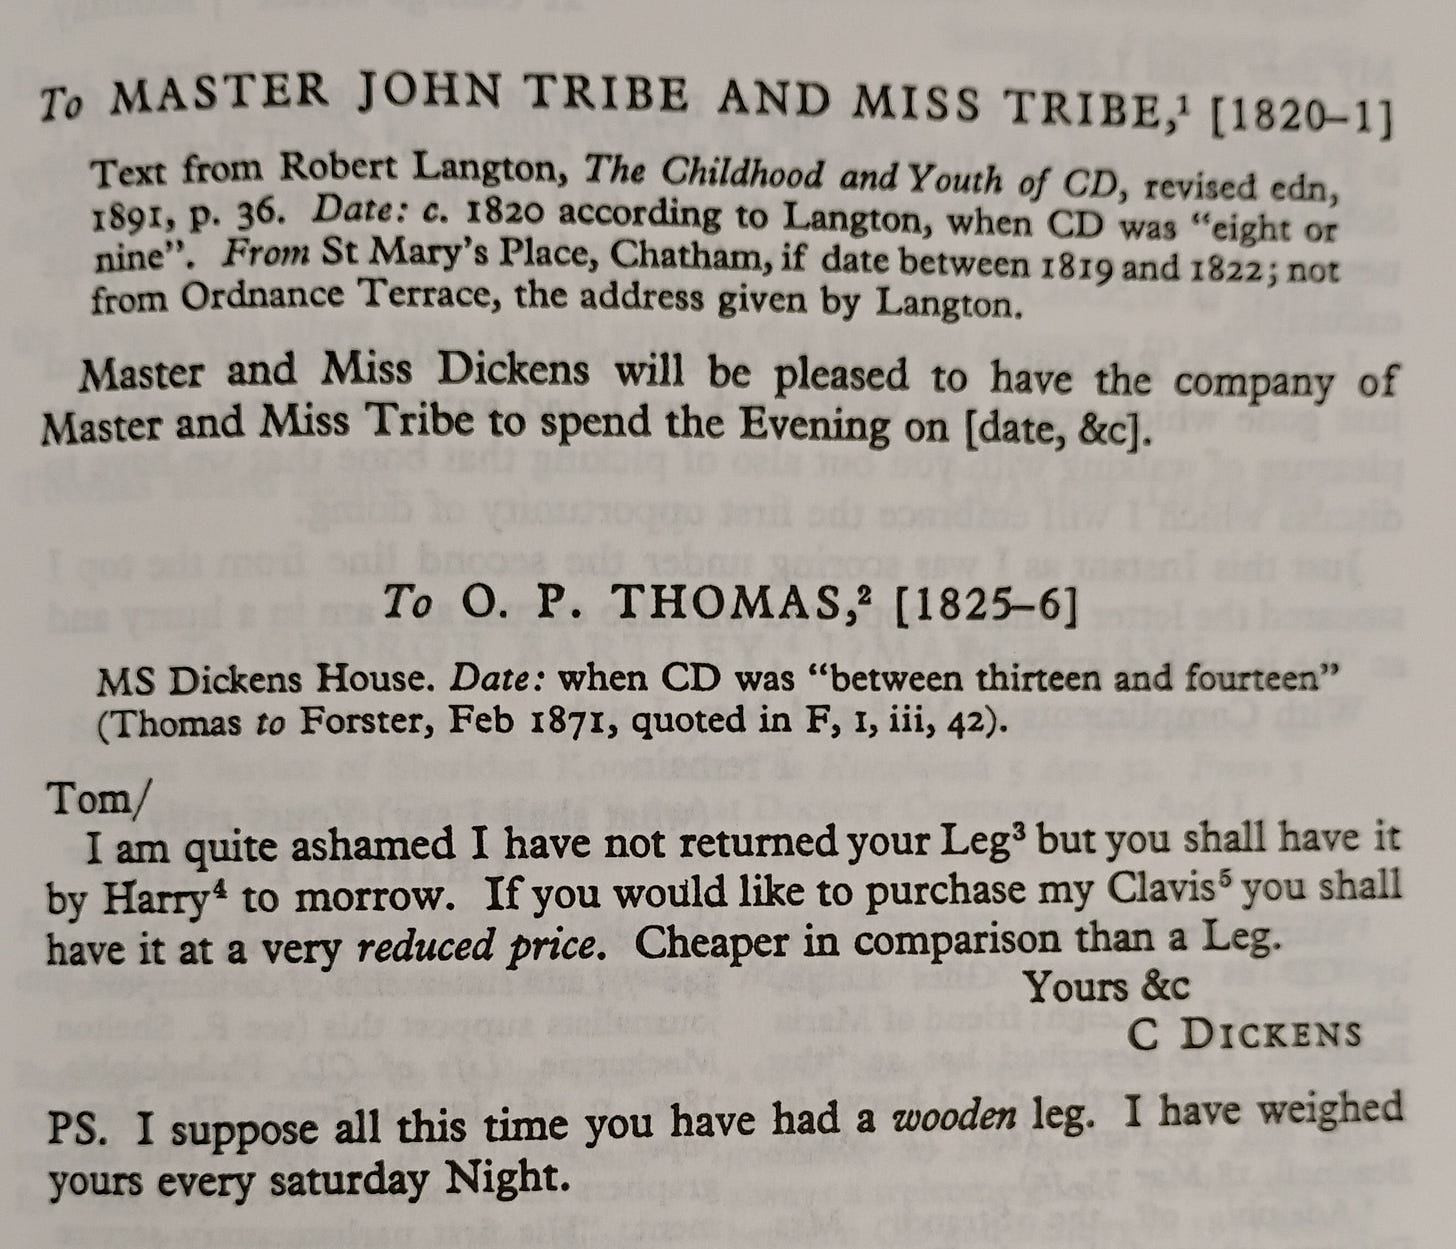 To MASTER JOHN TRIBE AND MISS TRIBE,¹ [1820–1]
Text from Robert Langton, The Childhood and Youth of CD, revised edn,
1891, p. 36. Date: c. 1820 according to Langton, when CD was “eight or
nine”. From St Mary’s Place, Chatham, if date between 1819 and 1822; not
from Ordnance Terrace, the address given by Langton.
Master and Miss Dickens will be pleased to have the company of
Master and Miss Tribe to spend the Evening on [date, &c].
To O. P. THOMAS,² [1825–6]
MS Dickens House. Date: when CD was “between thirteen and fourteen”
(Thomas to Forster, Feb 1871, quoted in F, I, iii, 42).
Tom/
I am quite ashamed I have not returned your Leg³ but you shall have it
by Harry⁴ to morrow. If you would like to purchase my Clavis⁵ you shall
have it at a very reduced price. Cheaper in comparison than a Leg.
Yours &c
C DICKENS
PS. I suppose all this time you have had a wooden leg. I have weighed
yours every saturday Night.